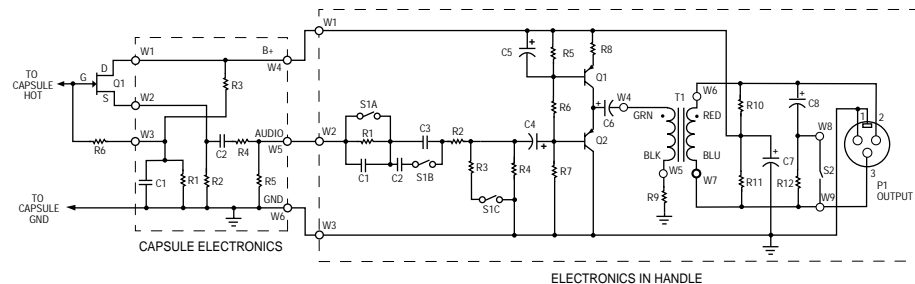 W1
W1
B+
W4
D
G
Q1
S
TO
CAPSULE
HOT
R3
W2
C5
R5
R8
Q1
S1A
R6
C6
W4
GRN
T1
W6
RED
R10
C8
1
2
W3
AUDIO
W5
W2
R1
C3
R2
C4
Q2
W8
R6
C2
R4
C1
C2
S1B
R3
R4
R7
BLK
W5
BLU
W7
C7
S2
3
P1
OUTPUT
C1
R1
R2
R5
R9
R11
R12
W9
S1C
TO
CAPSULE
GND
GND
W6
W3
CAPSULE ELECTRONICS
ELECTRONICS IN HANDLE